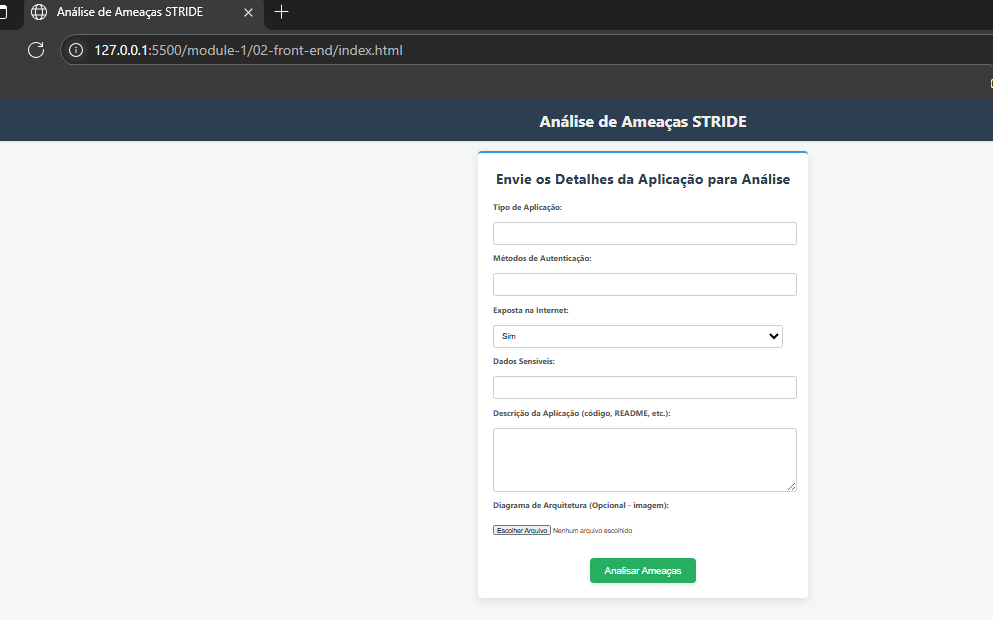 Análise de Ameaças STRIDE
127.0.0.1:5500/module-1/02-front-end/index.html
Análise de Ameaças STRIDE
Envie os Detalhes da Aplicação para Análise
Tipo de Aplicação:
Métodos de Autenticação:
Exposta na Internet:
Sim
Dados Sensíveis:
Descrição da Aplicação (código, README, etc.):
Diagrama de Arquitetura (Opcional - imagem):
Escolher Arquivo Nenhum arquivo escolhido
Analisar Ameaças